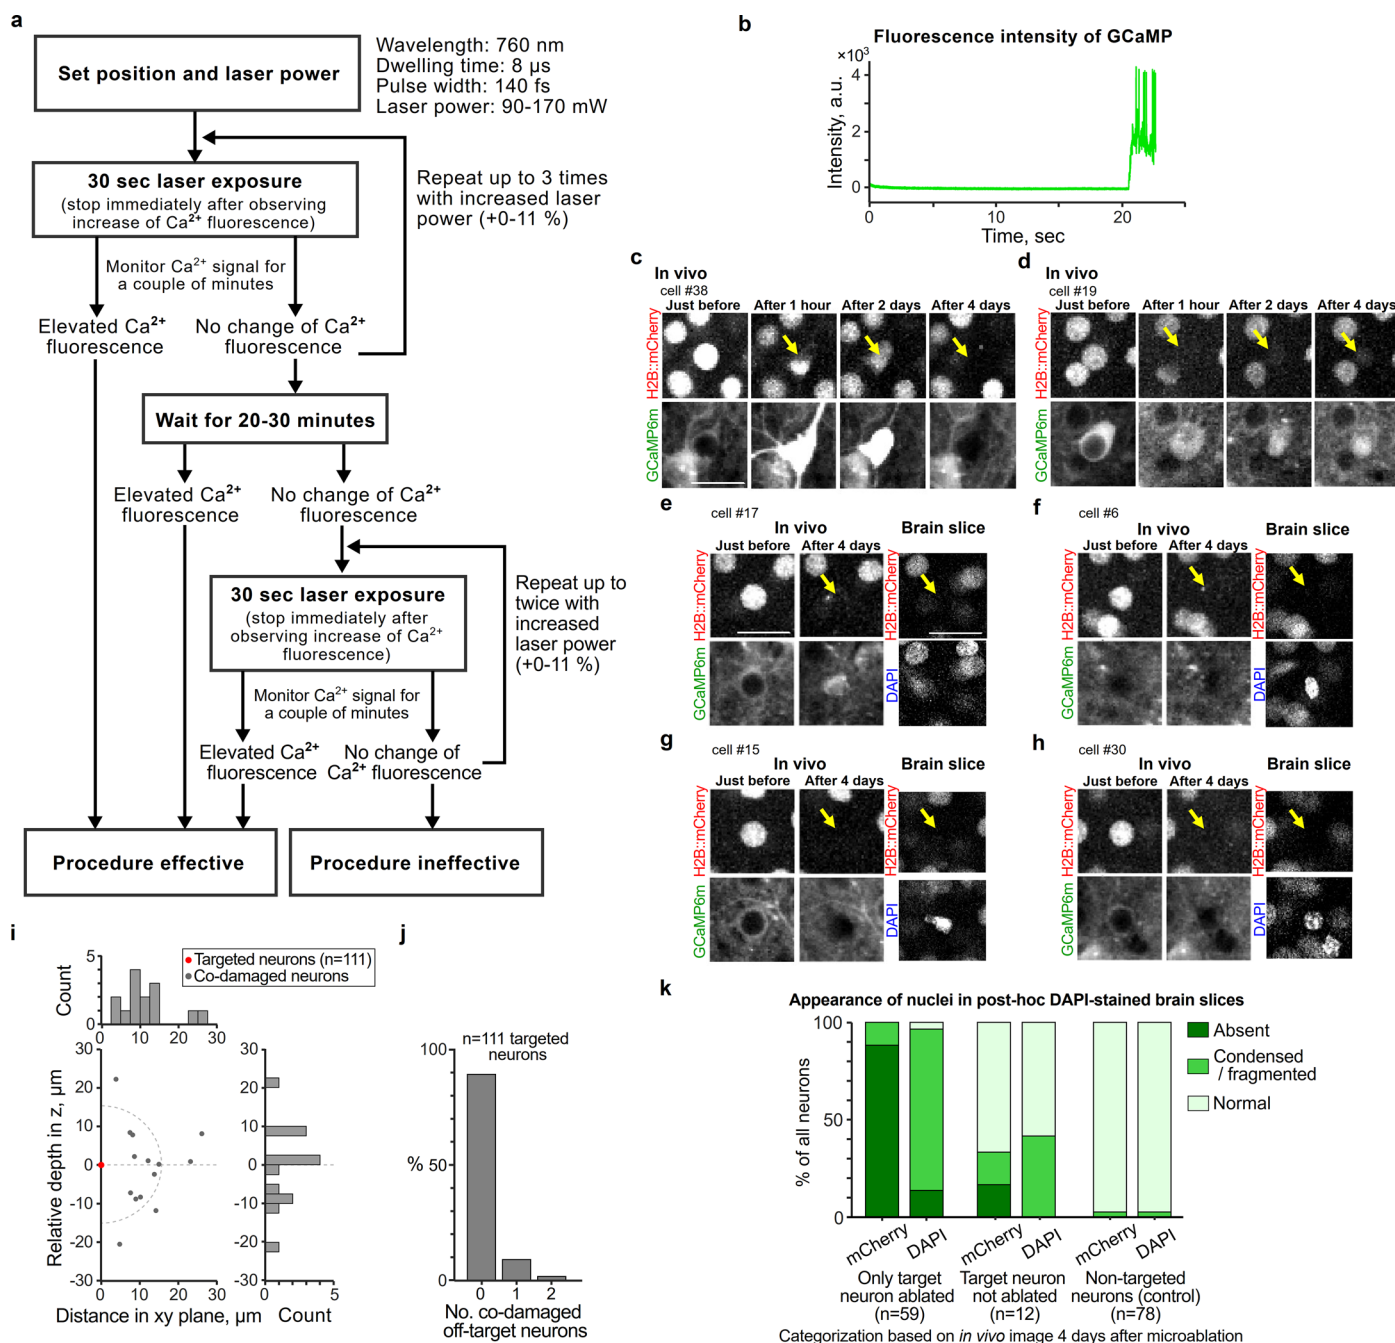 a
Set position and laser power
Wavelength: 760 nm
Dwelling time: 8 µs
Pulse width: 140 fs
Laser power: 90-170 mW
30 sec laser exposure
(stop immediately after observing
increase of Ca²⁺ fluorescence)
Repeat up to 3 times
with increased laser
power (+0-11 %)
Monitor Ca²⁺ signal for
a couple of minutes
Elevated Ca²⁺
fluorescence
No change of Ca²⁺
fluorescence
Wait for 20-30 minutes
Elevated Ca²⁺
fluorescence
No change of Ca²⁺
fluorescence
30 sec laser exposure
(stop immediately after
observing increase of Ca²⁺
fluorescence)
Repeat up to
twice with
increased
laser power
(+0-11 %)
Monitor Ca²⁺ signal for
a couple of minutes
Elevated Ca²⁺
fluorescence
No change of
Ca²⁺ fluorescence
Procedure effective
Procedure ineffective
b
Fluorescence intensity of GCaMP
×10³
Intensity, a.u.
4
2
0
0
10
20
Time, sec
c
In vivo
cell #38
Just before
After 1 hour
After 2 days
After 4 days
H2B::mCherry
GCaMP6m
d
In vivo
cell #19
Just before
After 1 hour
After 2 days
After 4 days
H2B::mCherry
GCaMP6m
e
cell #17
In vivo
Brain slice
Just before
After 4 days
H2B::mCherry
H2B::mCherry
GCaMP6m
DAPI
f
cell #6
In vivo
Brain slice
Just before
After 4 days
H2B::mCherry
H2B::mCherry
GCaMP6m
DAPI
g
cell #15
In vivo
Brain slice
Just before
After 4 days
H2B::mCherry
H2B::mCherry
GCaMP6m
DAPI
h
cell #30
In vivo
Brain slice
Just before
After 4 days
H2B::mCherry
H2B::mCherry
GCaMP6m
DAPI
i
Count
5
0
0
10
20
30
Targeted neurons (n=111)
Co-damaged neurons
Relative depth in z, µm
30
20
10
0
-10
-20
-30
0
10
20
30
Distance in xy plane, µm
30
20
10
0
-10
-20
-30
0
5
Count
j
n=111 targeted
neurons
100
% 50
0
0
1
2
No. co-damaged
off-target neurons
k
Appearance of nuclei in post-hoc DAPI-stained brain slices
% of all neurons
100
50
0
Absent
Condensed
/ fragmented
Normal
mCherry
DAPI
mCherry
DAPI
mCherry
DAPI
Only target
neuron ablated
(n=59)
Target neuron
not ablated
(n=12)
Non-targeted
neurons (control)
(n=78)
Categorization based on in vivo image 4 days after microablation